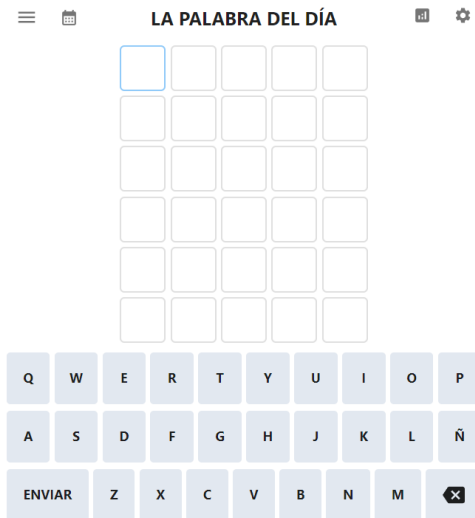 LA PALABRA DEL DÍA
Q W E R T Y U I O P
A S D F G H J K L Ñ
ENVIAR Z X C V B N M